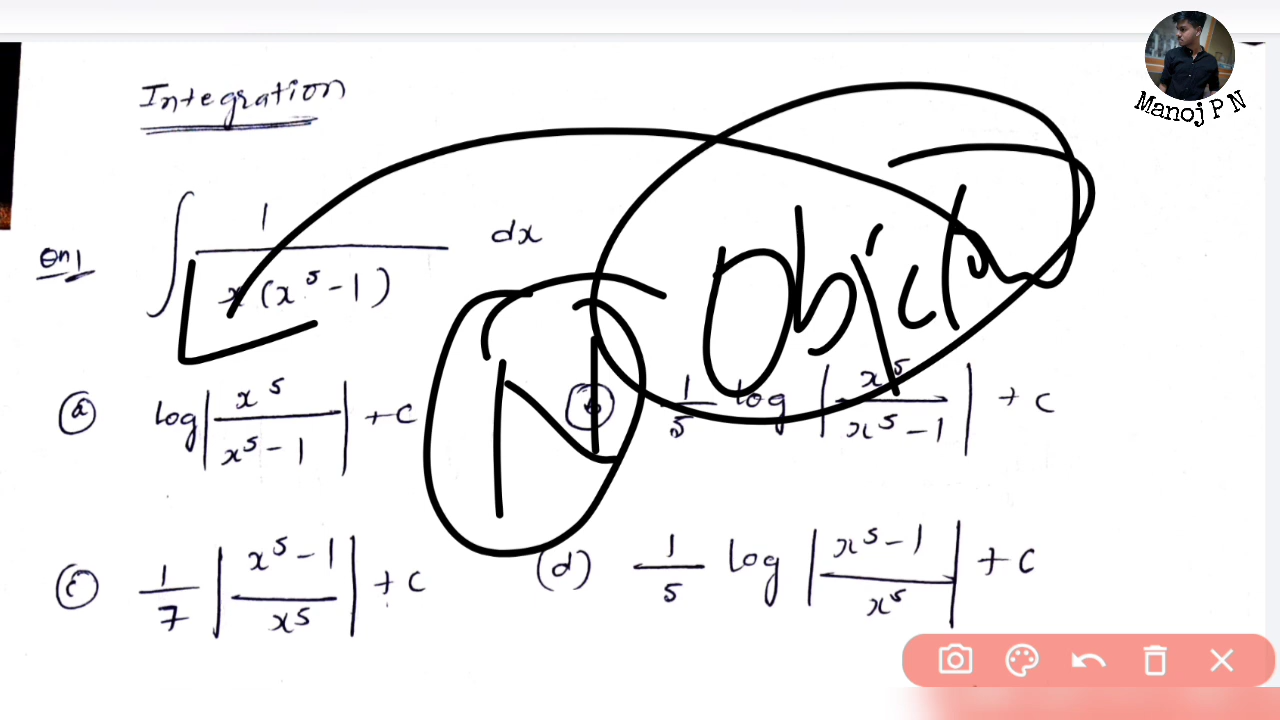 Manoj P N
Integration
Qn1 ∫ 1/(x(x⁵-1)) dx
N Object
(a) log|x⁵/(x⁵-1)| + C (b) 1/5 log|x⁵/(x⁵-1)| + C
(c) 1/7 |(x⁵-1)/x⁵| + C (d) 1/5 log|(x⁵-1)/x⁵| + C